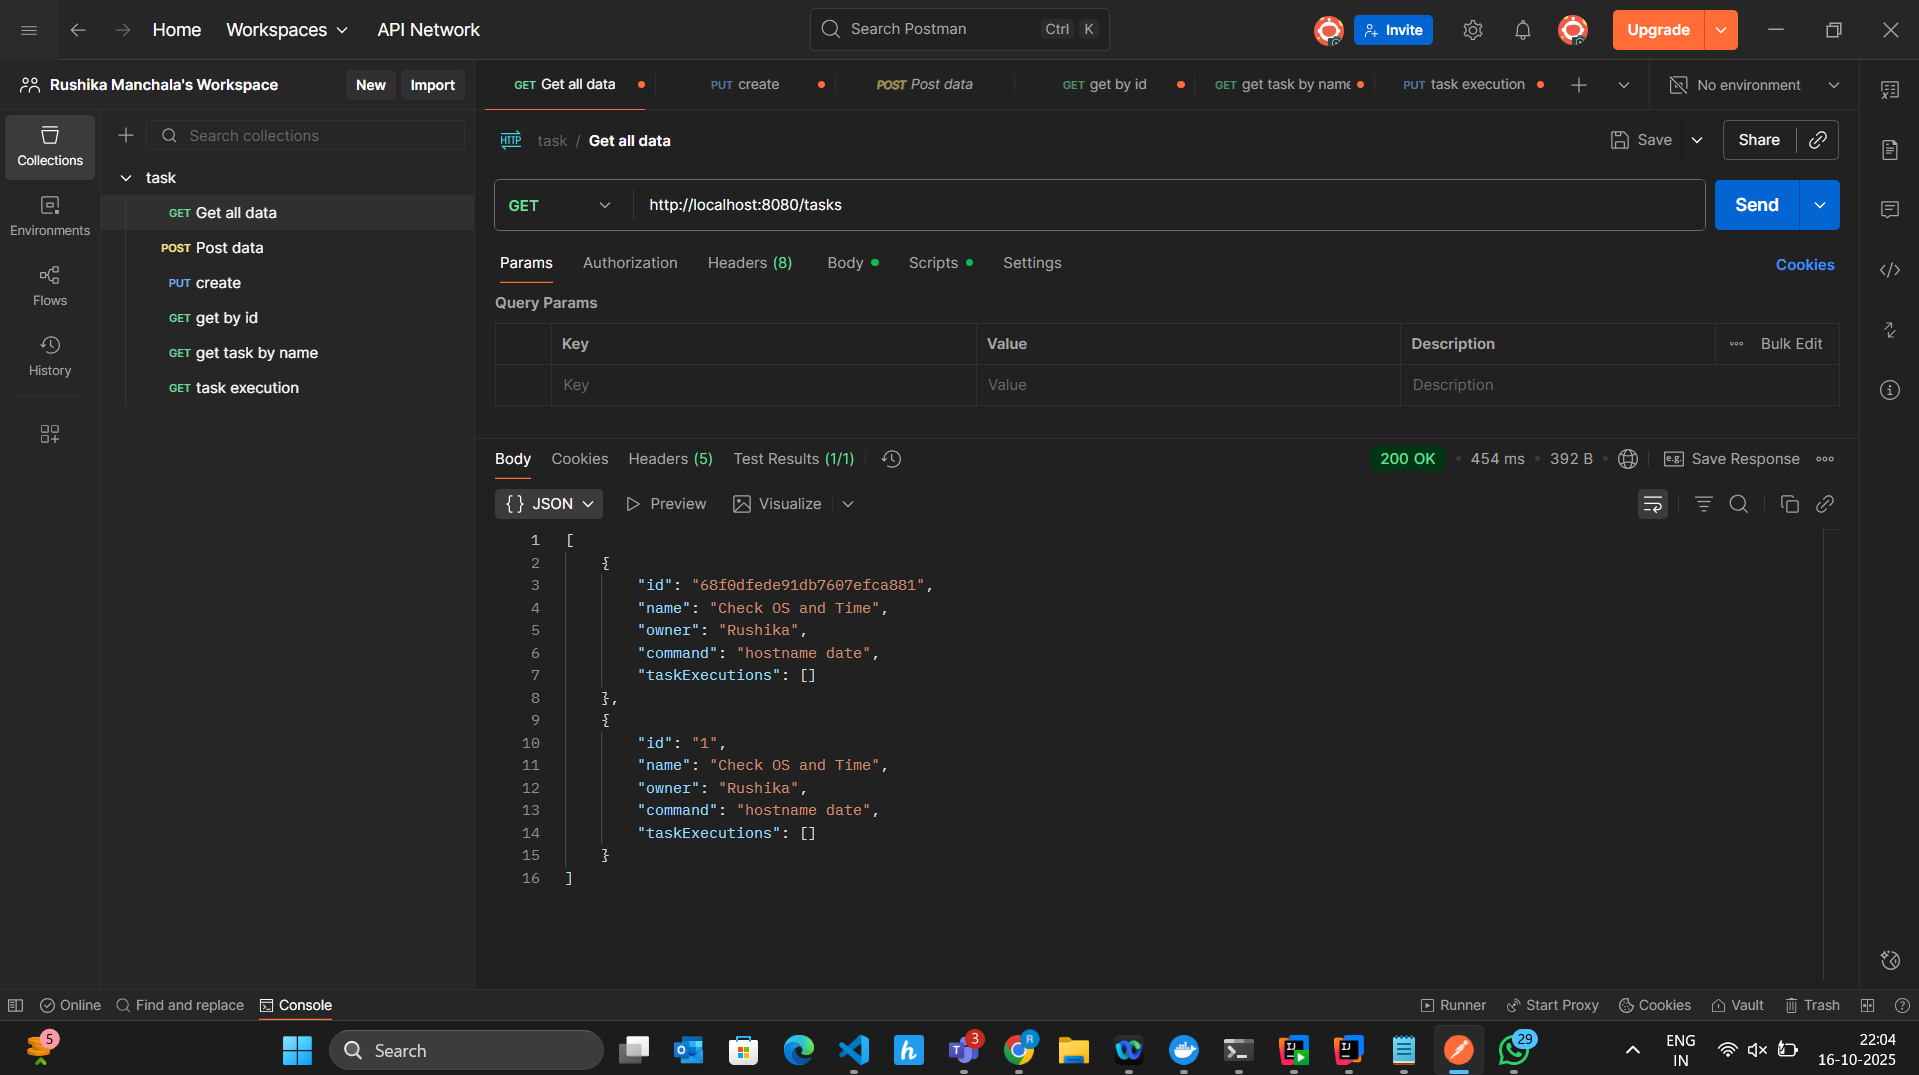 Home Workspaces API Network Search Postman Ctrl K Invite Upgrade
Rushika Manchala's Workspace New Import
GET Get all data PUT create POST Post data GET get by id GET get task by name PUT task execution No environment
Collections
Search collections
HTTP task / Get all data Save Share
task
GET Get all data
GET http://localhost:8080/tasks Send
Environments
POST Post data
Params Authorization Headers (8) Body Scripts Settings Cookies
PUT create
Flows
Query Params
GET get by id
Key Value Description Bulk Edit
GET get task by name
History
Key Value Description
GET task execution
Body Cookies Headers (5) Test Results (1/1) 200 OK 454 ms 392 B e.g. Save Response
{} JSON Preview Visualize
1 [
2 {
3 "id": "68f0dfede91db7607efca881",
4 "name": "Check OS and Time",
5 "owner": "Rushika",
6 "command": "hostname date",
7 "taskExecutions": []
8 },
9 {
10 "id": "1",
11 "name": "Check OS and Time",
12 "owner": "Rushika",
13 "command": "hostname date",
14 "taskExecutions": []
15 }
16 ]
Online Find and replace Console Runner Start Proxy Cookies Vault Trash
5 Search 3 R 29 ENG 22:04
IN 16-10-2025